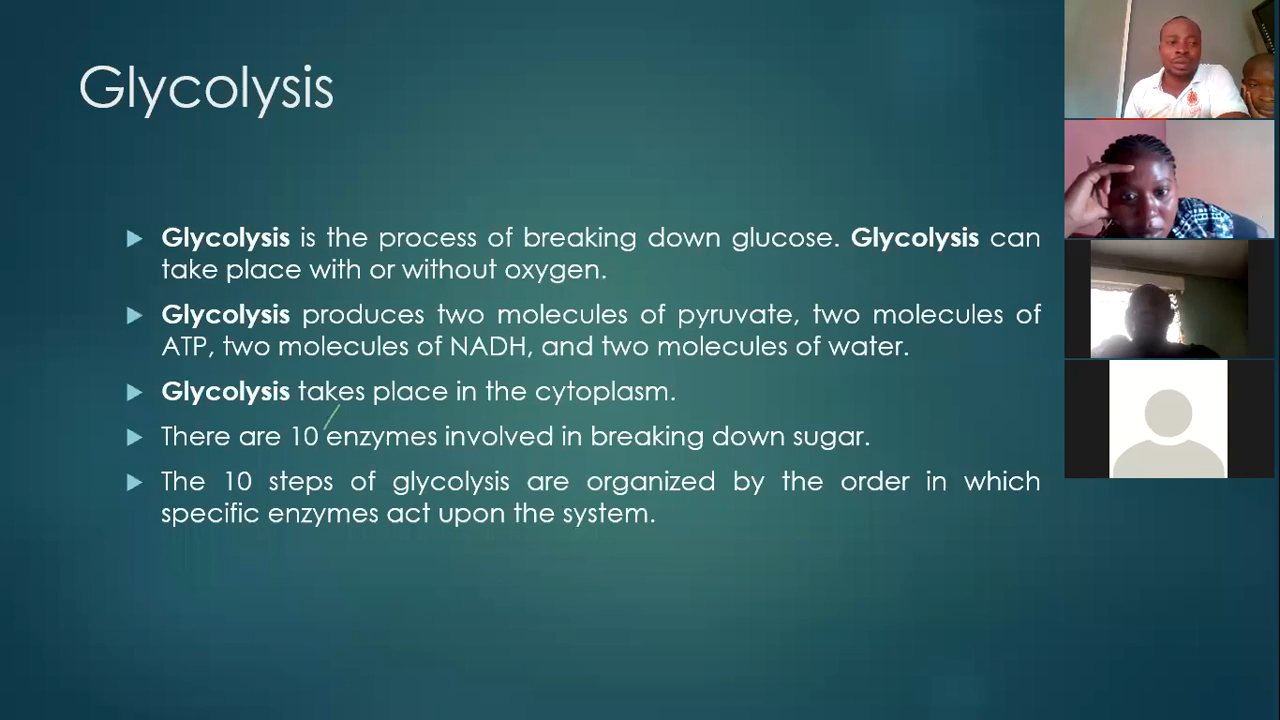 Glycolysis
Glycolysis is the process of breaking down glucose. Glycolysis can
take place with or without oxygen.
Glycolysis produces two molecules of pyruvate, two molecules of
ATP, two molecules of NADH, and two molecules of water.
Glycolysis takes place in the cytoplasm.
There are 10 enzymes involved in breaking down sugar.
The 10 steps of glycolysis are organized by the order in which
specific enzymes act upon the system.